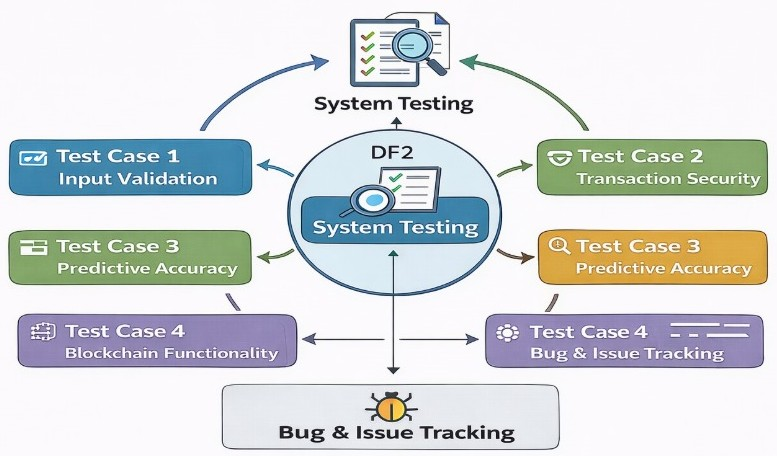 System Testing
DF2
System Testing
Test Case 1
Input Validation
Test Case 2
Transaction Security
Test Case 3
Predictive Accuracy
Test Case 3
Predictive Accuracy
Test Case 4
Blockchain Functionality
Test Case 4
Bug & Issue Tracking
Bug & Issue Tracking